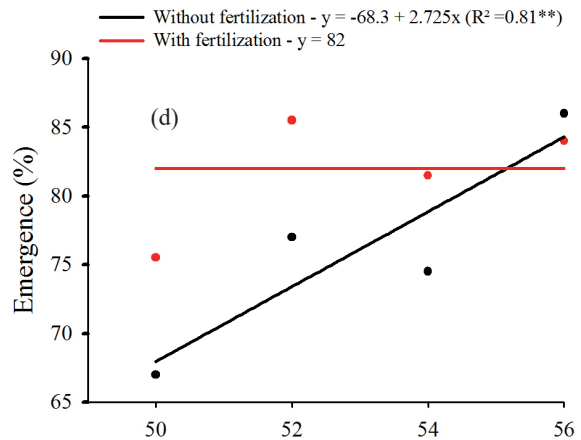 Without fertilization - y = -68.3 + 2.725x (R² =0.81**)
With fertilization - y = 82
90
(d)
85
80
75
70
65
Emergence (%)
50 52 54 56